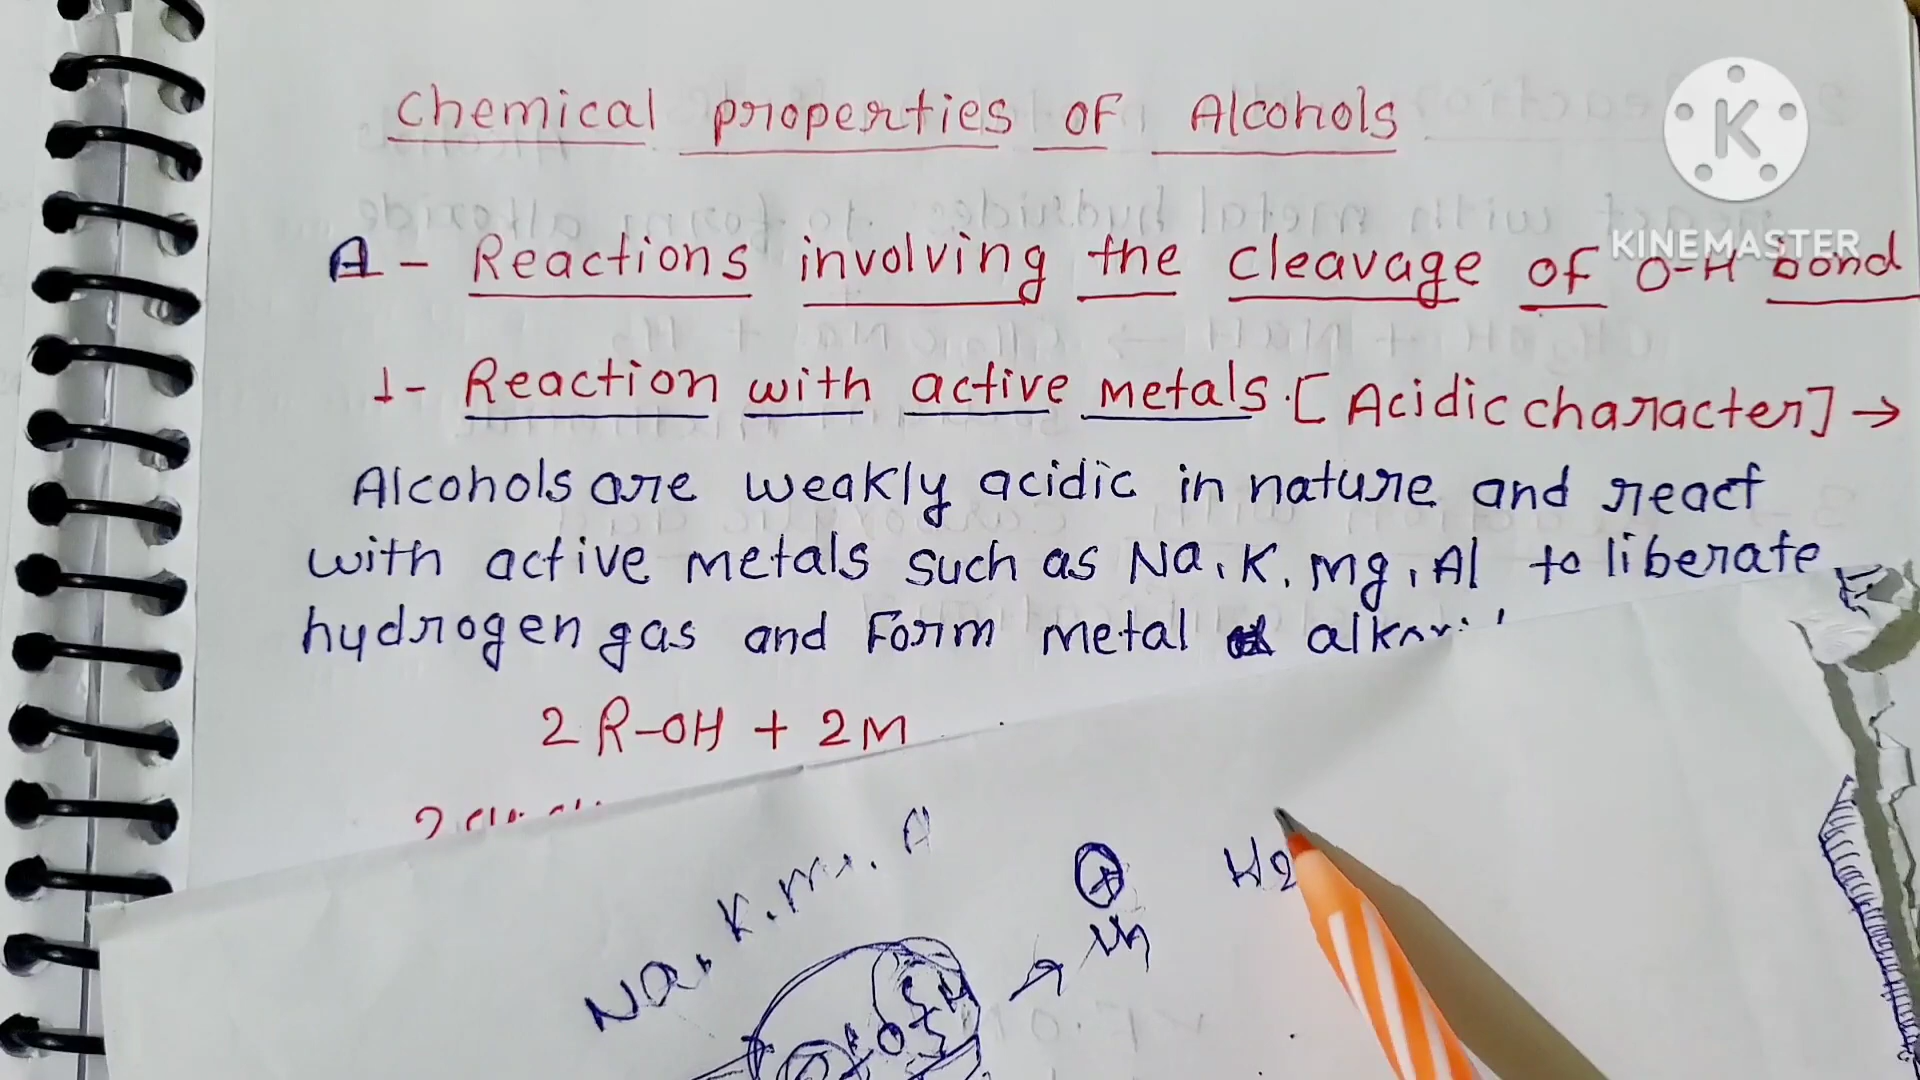 Chemical properties of Alcohols
K
KINEMASTER
A - Reactions involving the cleavage of O-H bond
1- Reaction with active metals. [Acidic character] →
Alcohols are weakly acidic in nature and react
with active metals such as Na, K, Mg, Al to liberate
hydrogen gas and Form metal
2 R-OH + 2M
Na, K,
H2